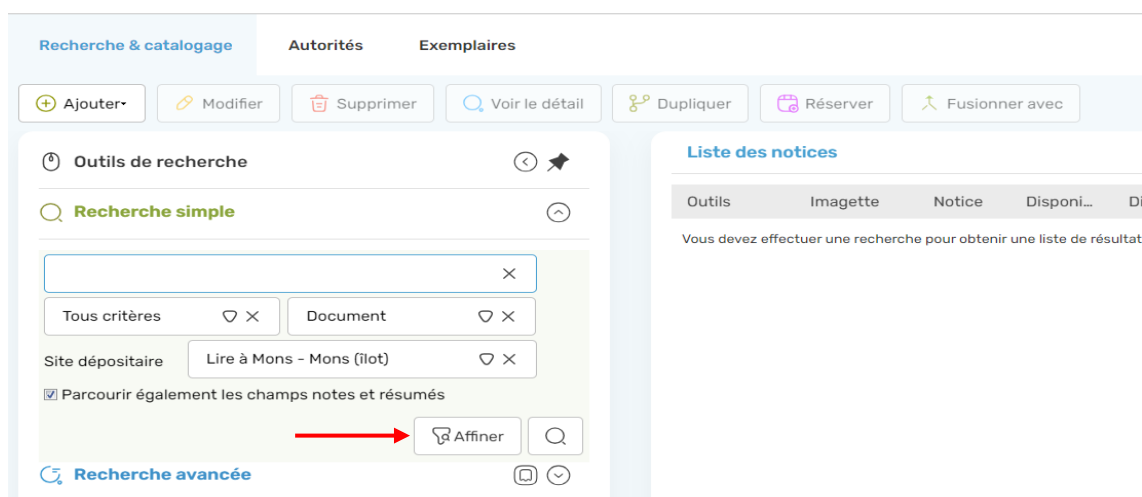 Recherche & catalogage Autorités Exemplaires
Ajouter Modifier Supprimer Voir le détail Dupliquer Réserver Fusionner avec
Outils de recherche
Recherche simple
Tous critères Document
Site dépositaire Lire à Mons - Mons (îlot)
Parcourir également les champs notes et résumés
Affiner
Recherche avancée
Liste des notices
Outils Imagette Notice Disponi... Di
Vous devez effectuer une recherche pour obtenir une liste de résultat